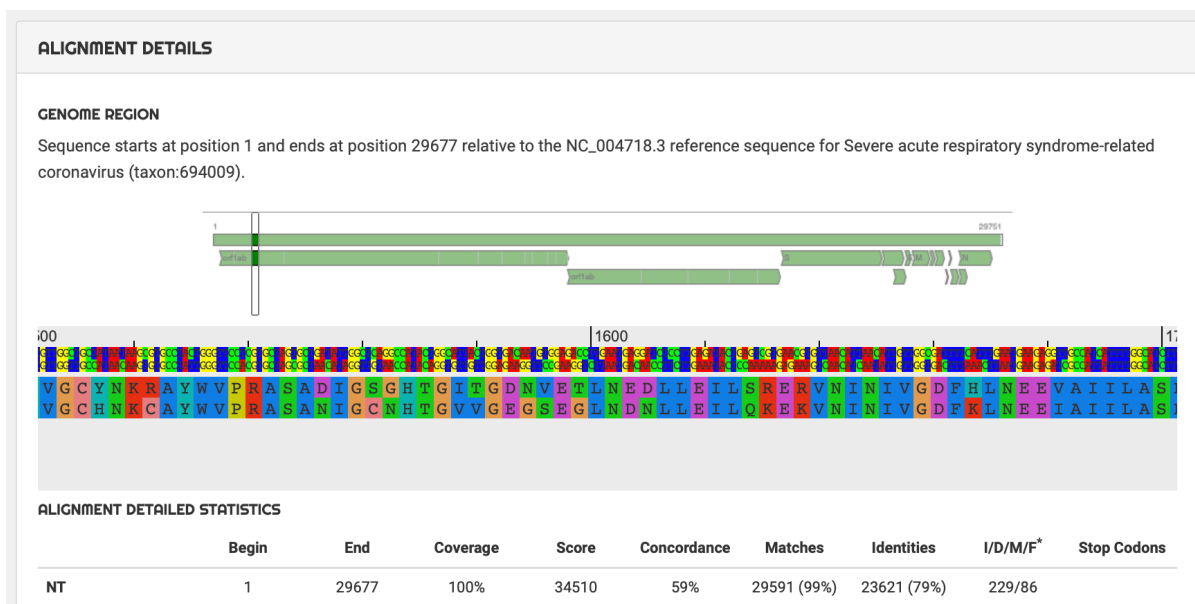 ALIGNMENT DETAILS
GENOME REGION
Sequence starts at position 1 and ends at position 29677 relative to the NC_004718.3 reference sequence for Severe acute respiratory syndrome-related
coronavirus (taxon:694009).
1 29751
orf1ab S M N
orf1ab
1600
V G C Y N K R A Y W V P R A S A D I G S G H T G I T G D N V E T L N E D L L E I L S R E R V N I N I V G D F H L N E E V A I I L A S
V G C H N K C A Y W V P R A S A N I G C N H T G V V G E G S E G L N D N L L E I L Q K E K V N I N I V G D F K L N E E I A I I L A S
ALIGNMENT DETAILED STATISTICS
Begin End Coverage Score Concordance Matches Identities I/D/M/F* Stop Codons
NT 1 29677 100% 34510 59% 29591 (99%) 23621 (79%) 229/86